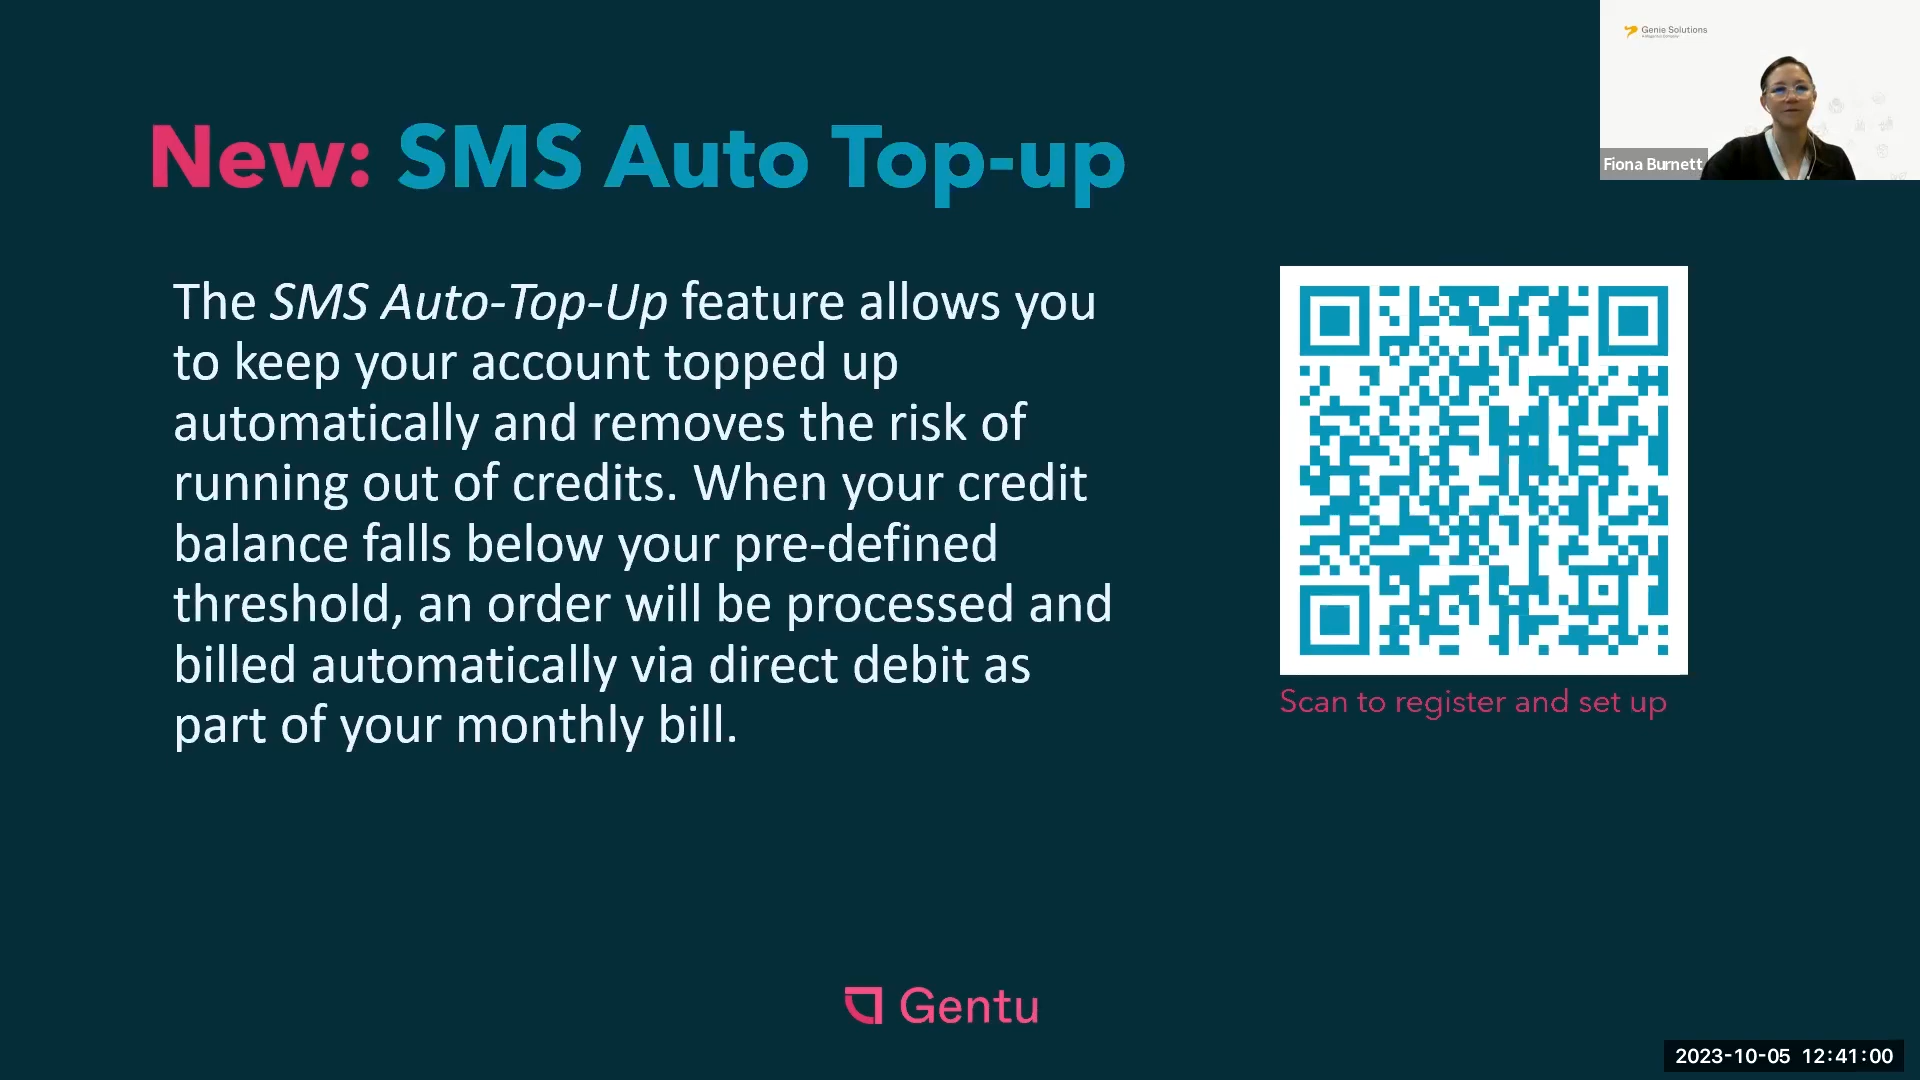 Genie Solutions
Fiona Burnett
New: SMS Auto Top-up
The SMS Auto-Top-Up feature allows you
to keep your account topped up
automatically and removes the risk of
running out of credits. When your credit
balance falls below your pre-defined
threshold, an order will be processed and
billed automatically via direct debit as
part of your monthly bill.
Scan to register and set up
Gentu
2023-10-05 12:41:00